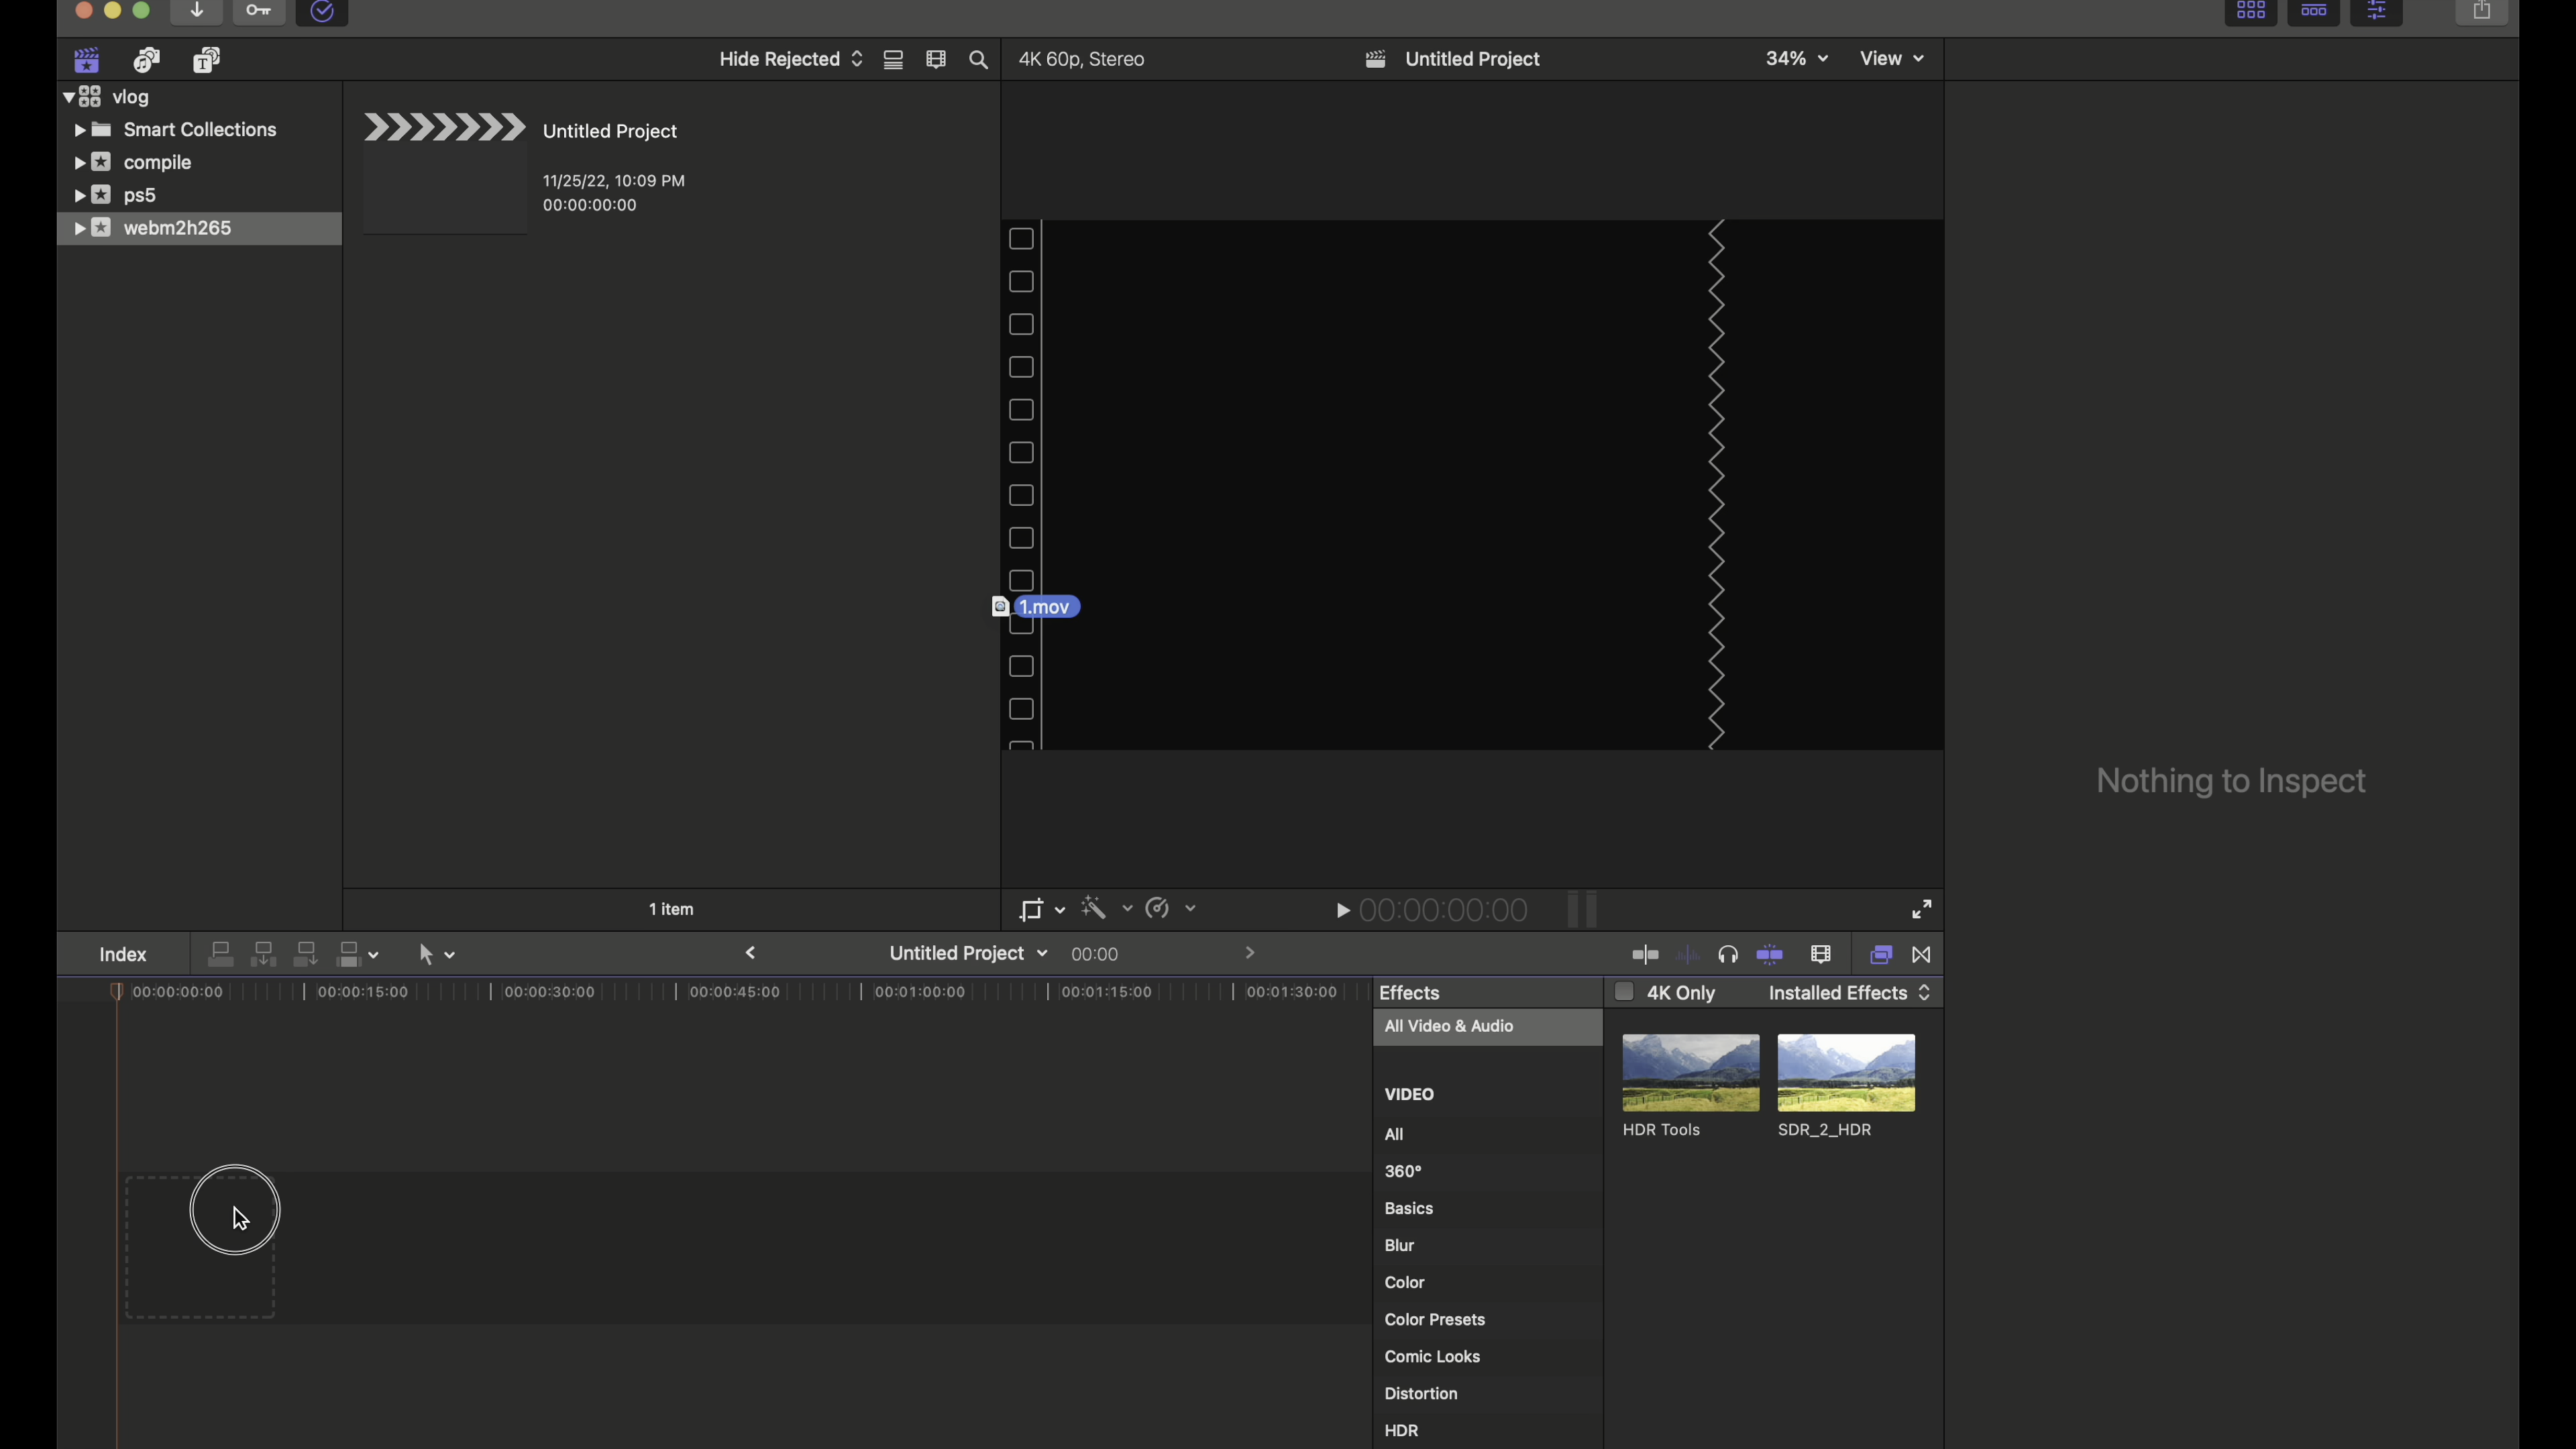 Hide Rejected
4K 60p, Stereo
Untitled Project
34%
View
vlog
Smart Collections
compile
ps5
webm2h265
Untitled Project
11/25/22, 10:09 PM
00:00:00:00
1.mov
Nothing to Inspect
1 item
00:00:00:00
Index
Untitled Project
00:00
00:00:00:00
00:00:15:00
00:00:30:00
00:00:45:00
00:01:00:00
00:01:15:00
00:01:30:00
Effects
4K Only
Installed Effects
All Video & Audio
VIDEO
All
360°
Basics
Blur
Color
Color Presets
Comic Looks
Distortion
HDR
HDR Tools
SDR_2_HDR